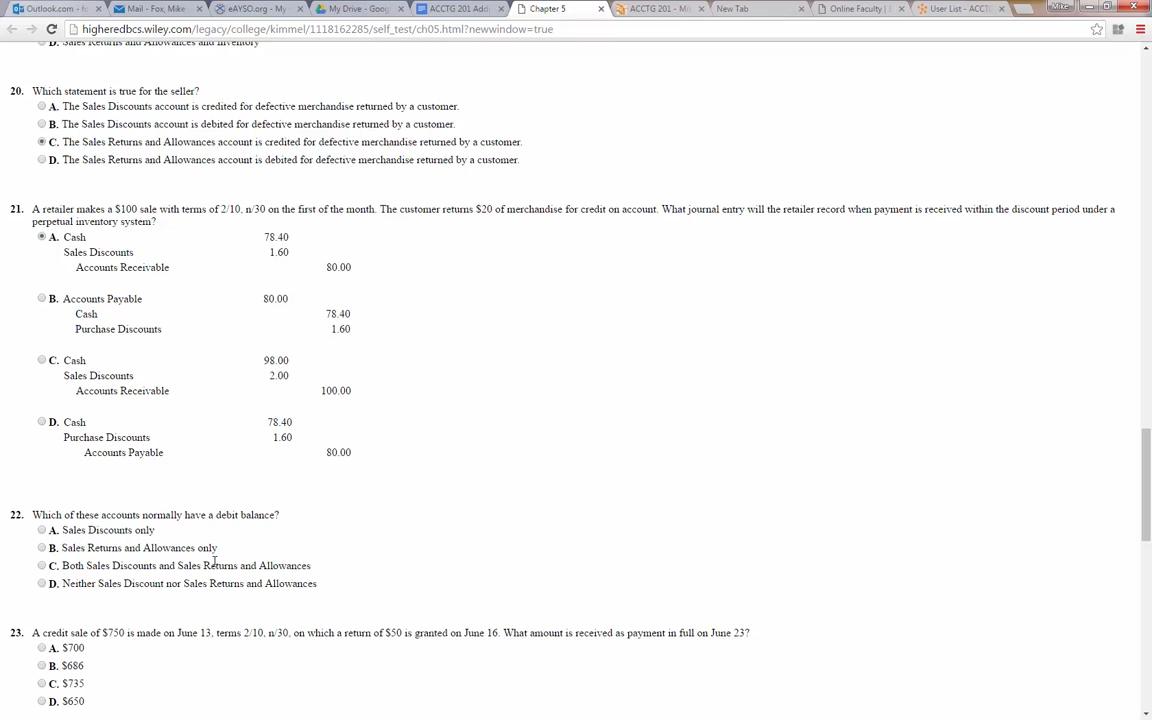 Outlook.com - fo
Mail - Fox, Mike
eAYSO.org - My
My Drive - Goog
ACCTG 201 Addi
Chapter 5
ACCTG 201 - Mi
New Tab
Online Faculty |
User List - ACCT
Mike
higheredbcs.wiley.com/legacy/college/kimmel/1118162285/self_test/ch05.html?newwindow=true
D. Sales Returns and Allowances and Inventory
20. Which statement is true for the seller?
A. The Sales Discounts account is credited for defective merchandise returned by a customer.
B. The Sales Discounts account is debited for defective merchandise returned by a customer.
C. The Sales Returns and Allowances account is credited for defective merchandise returned by a customer.
D. The Sales Returns and Allowances account is debited for defective merchandise returned by a customer.
21. A retailer makes a $100 sale with terms of 2/10, n/30 on the first of the month. The customer returns $20 of merchandise for credit on account. What journal entry will the retailer record when payment is received within the discount period under a
perpetual inventory system?
A. Cash 78.40
Sales Discounts 1.60
Accounts Receivable 80.00
B. Accounts Payable 80.00
Cash 78.40
Purchase Discounts 1.60
C. Cash 98.00
Sales Discounts 2.00
Accounts Receivable 100.00
D. Cash 78.40
Purchase Discounts 1.60
Accounts Payable 80.00
22. Which of these accounts normally have a debit balance?
A. Sales Discounts only
B. Sales Returns and Allowances only
C. Both Sales Discounts and Sales Returns and Allowances
D. Neither Sales Discount nor Sales Returns and Allowances
23. A credit sale of $750 is made on June 13, terms 2/10, n/30, on which a return of $50 is granted on June 16. What amount is received as payment in full on June 23?
A. $700
B. $686
C. $735
D. $650